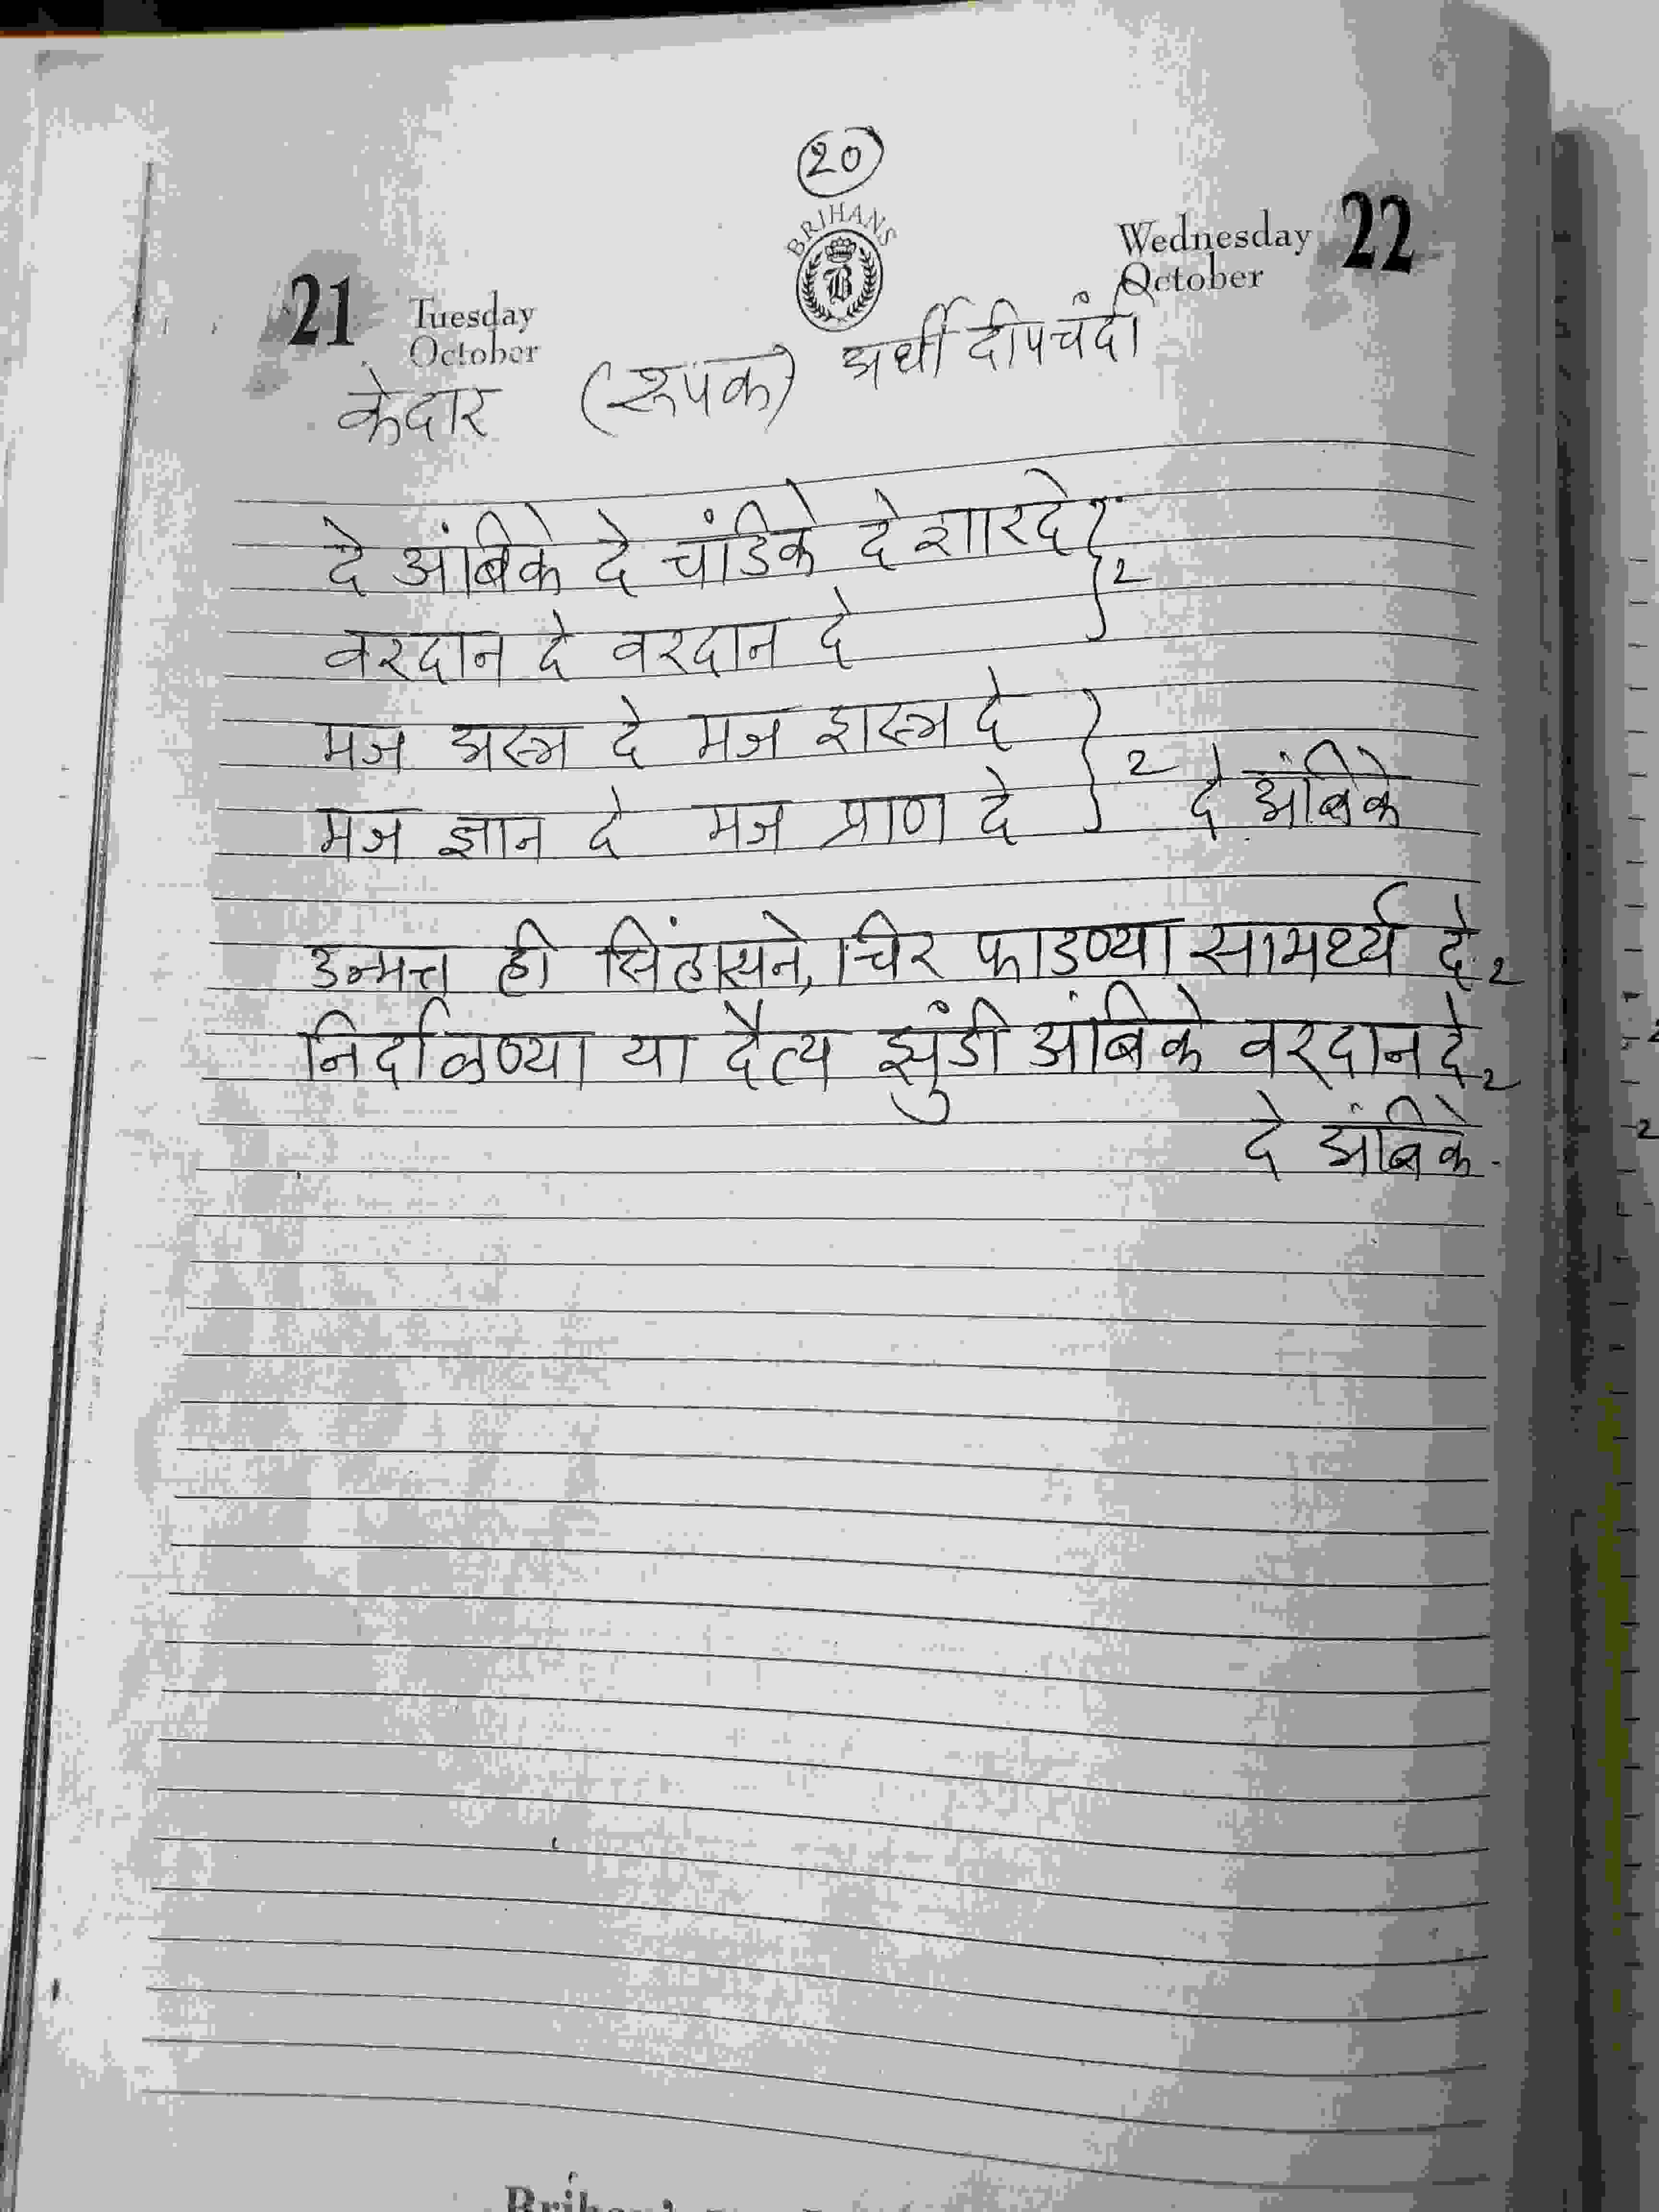 20
BRIHANS
B
21 Tuesday October
Wednesday October 22
केदार (रूपक) अर्धी दीपचंदी
दे अंबिके दे चंडिके दे शारदे
वरदान दे वरदान दे } 2
मज अस्त्र दे मज शस्त्र दे
मज ज्ञान दे मज प्राण दे } 2 दे अंबिके
उन्मत्त ही सिंहासने, चिर फाडण्या सामर्थ्य दे 2
निर्दाळण्या या दैत्य झुंडी अंबिके वरदान दे 2
दे अंबिके